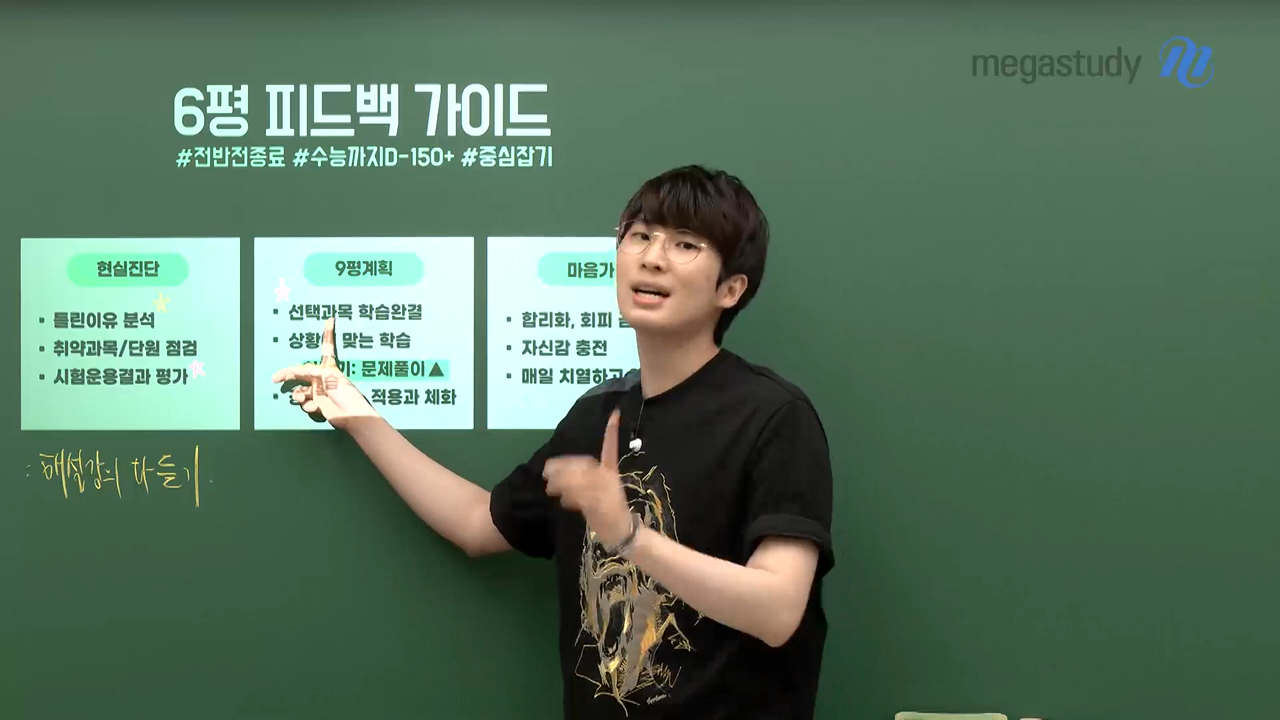 megastudy
6평 피드백 가이드
#전반전종료 #수능까지D-150+ #중심잡기
현실진단
• 틀린이유 분석
• 취약과목/단원 점검
• 시험운용결과 평가
9평계획
• 선택과목 학습완결
• 상황 맞는 학습
기: 문제풀이▲
적용과 체화
마음가
• 합리화, 회피
• 자신감 충전
• 매일 치열하고
: 해설강의 다 듣기.